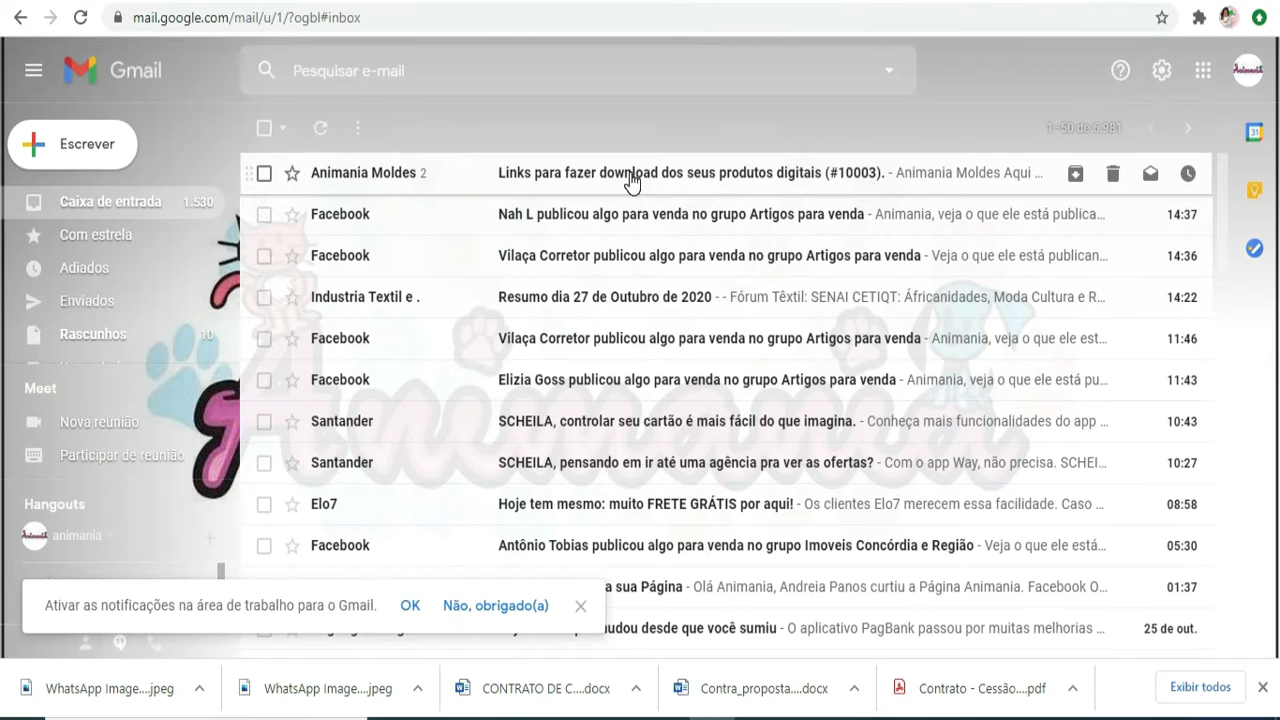 mail.google.com/mail/u/1/?ogbl#inbox
Gmail
Pesquisar e-mail
Animania
Escrever
1–50 de 6.981
31
Caixa de entrada 1.530
Com estrela
Adiados
Enviados
Rascunhos 10
Meet
Nova reunião
Participar de reunião
Hangouts
animania
Animania Moldes 2 Links para fazer download dos seus produtos digitais (#10003). - Animania Moldes Aqui ...
Facebook Nah L publicou algo para venda no grupo Artigos para venda - Animania, veja o que ele está publica... 14:37
Facebook Vilaça Corretor publicou algo para venda no grupo Artigos para venda - Veja o que ele está publican... 14:36
Industria Textil e . Resumo dia 27 de Outubro de 2020 - - Fórum Têxtil: SENAI CETIQT: Áfricanidades, Moda Cultura e R... 14:22
Facebook Vilaça Corretor publicou algo para venda no grupo Artigos para venda - Animania, veja o que ele est... 11:46
Facebook Elizia Goss publicou algo para venda no grupo Artigos para venda - Animania, veja o que ele está pu... 11:43
Santander SCHEILA, controlar seu cartão é mais fácil do que imagina. - Conheça mais funcionalidades do app ... 10:43
Santander SCHEILA, pensando em ir até uma agência pra ver as ofertas? - Com o app Way, não precisa. SCHEI... 10:27
Elo7 Hoje tem mesmo: muito FRETE GRÁTIS por aqui! - Os clientes Elo7 merecem essa facilidade. Caso ... 08:58
Facebook Antônio Tobias publicou algo para venda no grupo Imoveis Concórdia e Região - Veja o que ele está... 05:30
a sua Página - Olá Animania, Andreia Panos curtiu a Página Animania. Facebook O... 01:37
mudou desde que você sumiu - O aplicativo PagBank passou por muitas melhorias ... 25 de out.
Animania
Ativar as notificações na área de trabalho para o Gmail. OK Não, obrigado(a)
WhatsApp Image....jpeg
WhatsApp Image....jpeg
CONTRATO DE C....docx
Contra_proposta....docx
Contrato - Cessão....pdf
Exibir todos